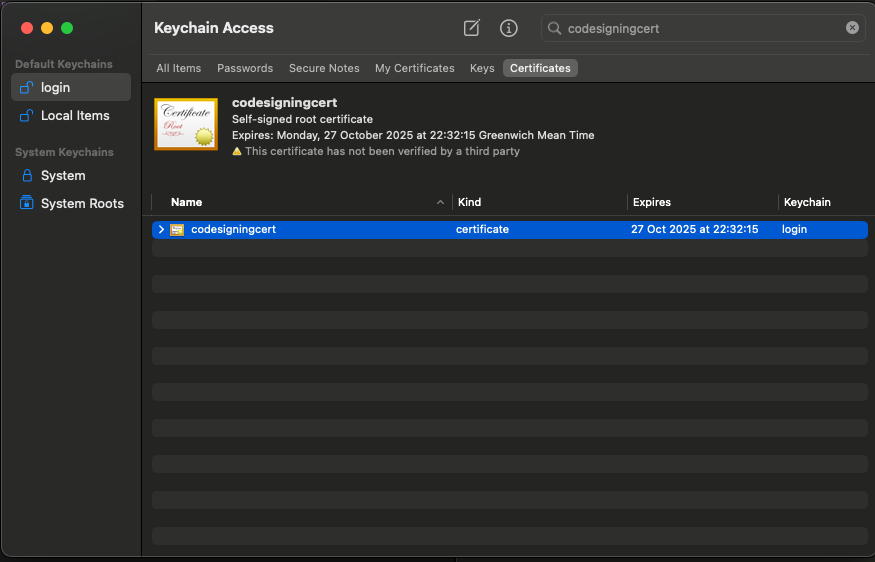 Keychain Access
codesigningcert
Default Keychains
login
Local Items
System Keychains
System
System Roots
All Items Passwords Secure Notes My Certificates Keys Certificates
Certificate
Root
codesigningcert
Self-signed root certificate
Expires: Monday, 27 October 2025 at 22:32:15 Greenwich Mean Time
This certificate has not been verified by a third party
Name Kind Expires Keychain
codesigningcert certificate 27 Oct 2025 at 22:32:15 login